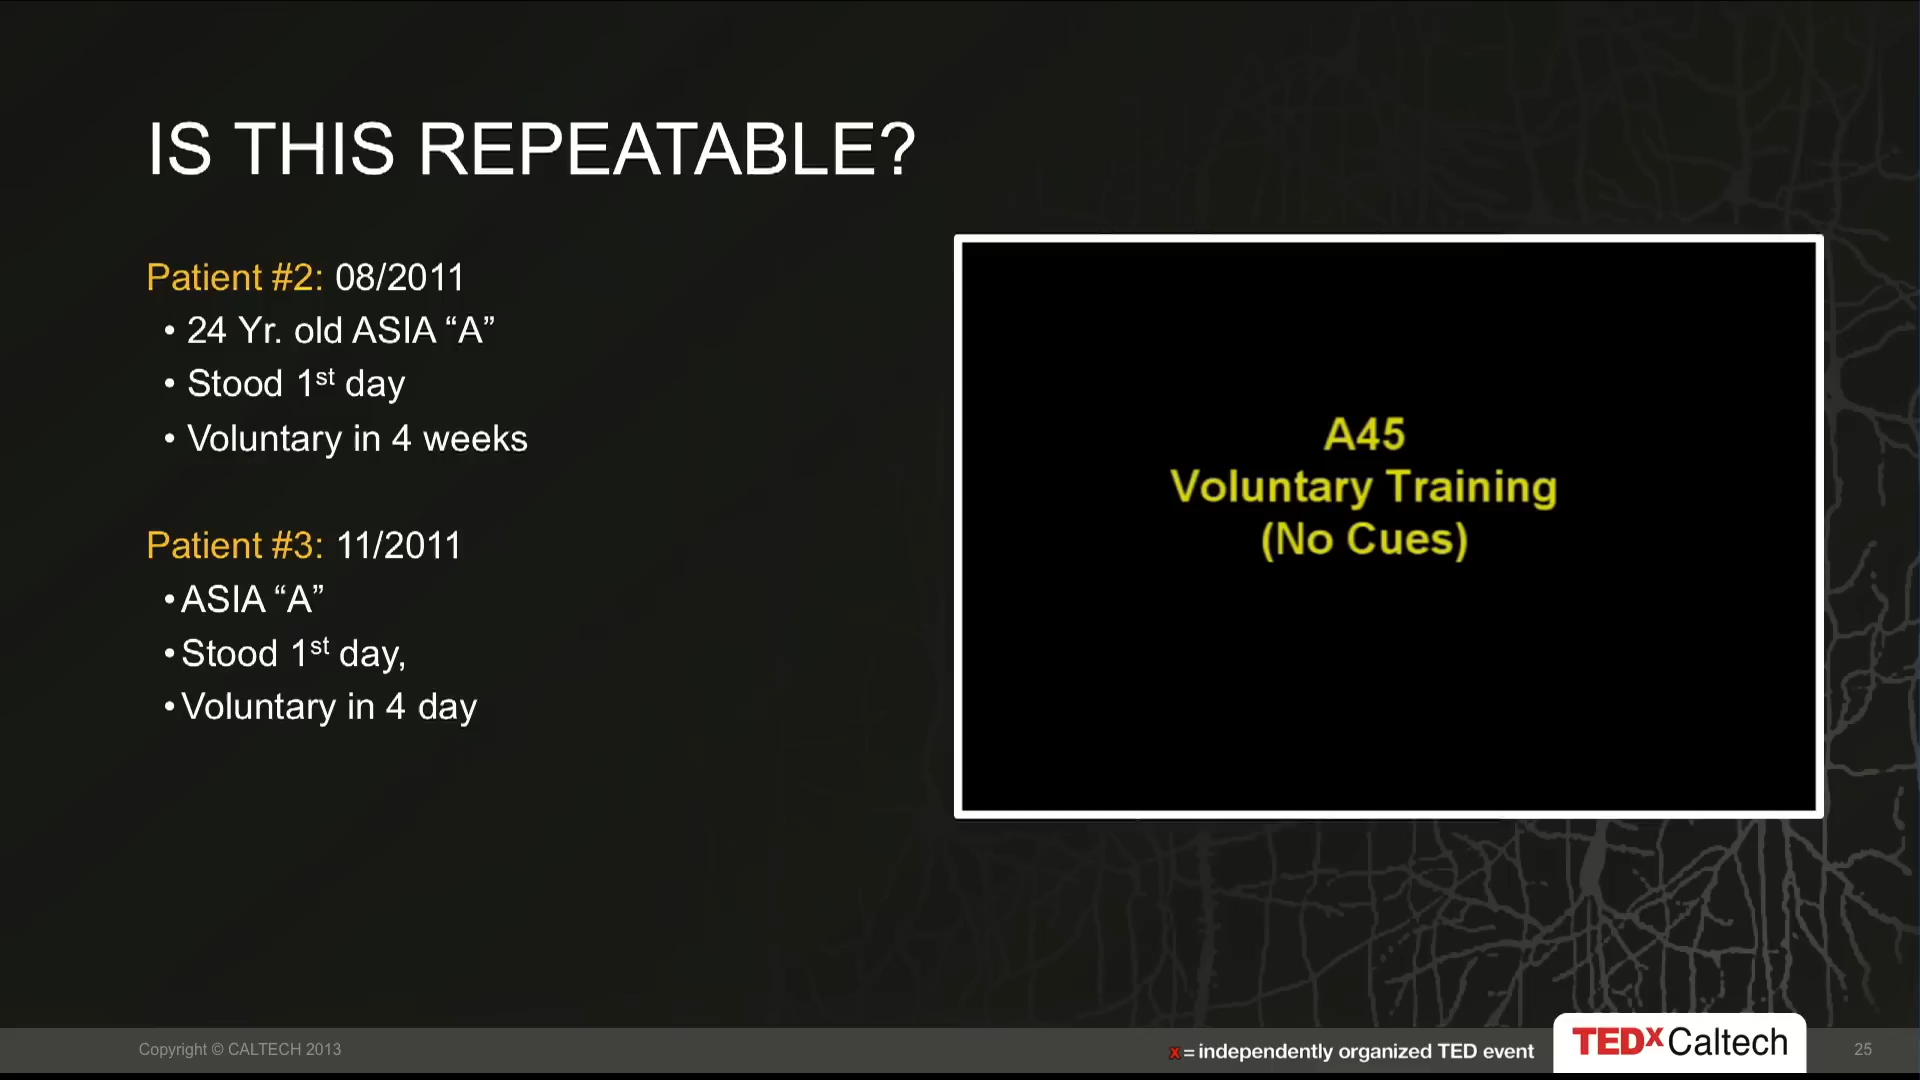 IS THIS REPEATABLE?
Patient #2: 08/2011
• 24 Yr. old ASIA “A”
• Stood 1st day
• Voluntary in 4 weeks
Patient #3: 11/2011
• ASIA “A”
• Stood 1st day,
• Voluntary in 4 day
A45
Voluntary Training
(No Cues)
Copyright © CALTECH 2013
x = independently organized TED event
TEDxCaltech
25